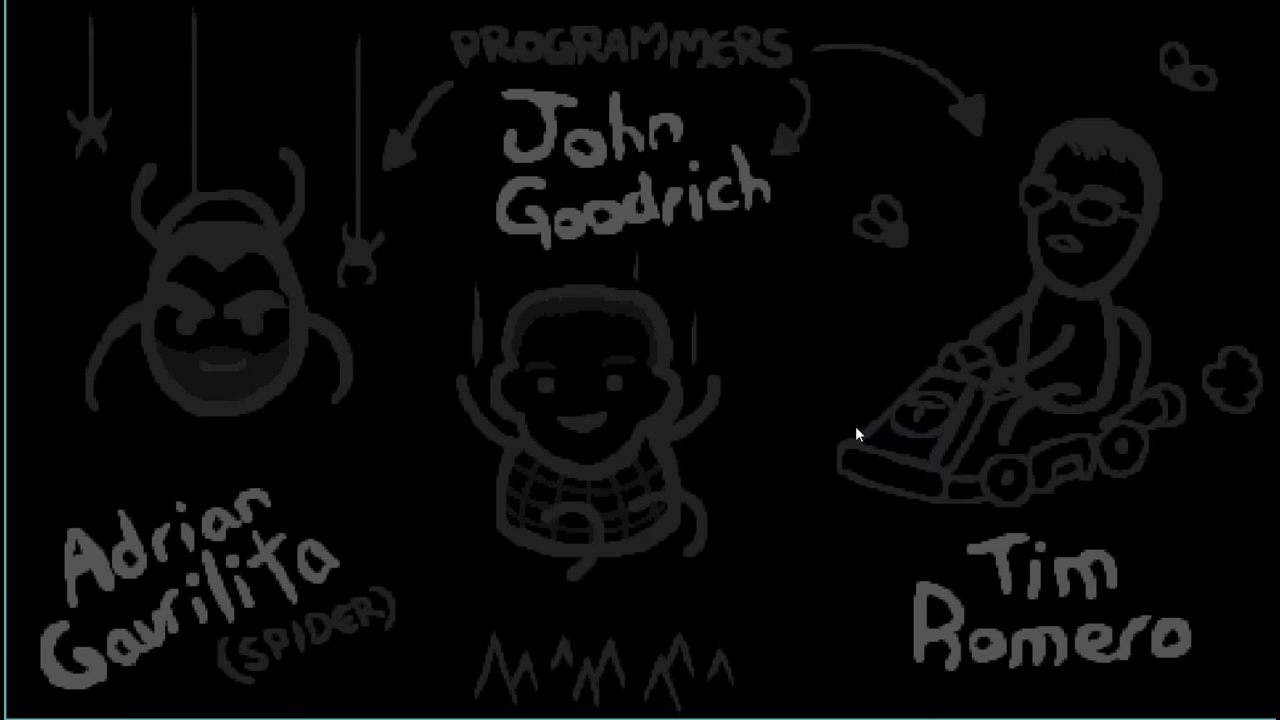 PROGRAMMERS
John
Goodrich
Adrian
Gavrilita
(SPIDER)
Tim
Romero